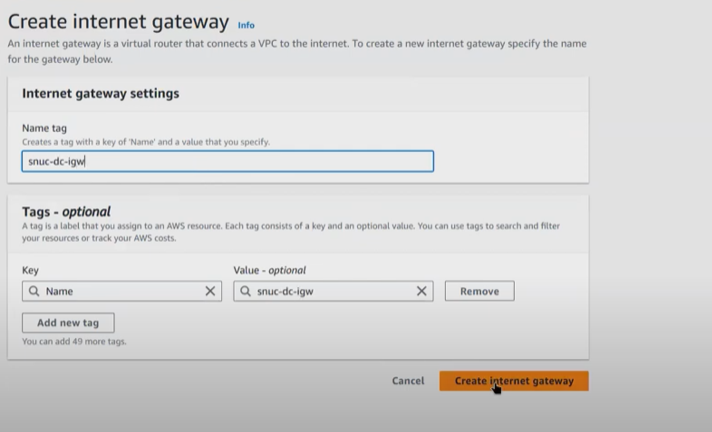 Create internet gateway Info
An internet gateway is a virtual router that connects a VPC to the internet. To create a new internet gateway specify the name
for the gateway below.
Internet gateway settings
Name tag
Creates a tag with a key of 'Name' and a value that you specify.
snuc-dc-igw
Tags - optional
A tag is a label that you assign to an AWS resource. Each tag consists of a key and an optional value. You can use tags to search and filter
your resources or track your AWS costs.
Key Value - optional
Name snuc-dc-igw Remove
Add new tag
You can add 49 more tags.
Cancel Create internet gateway